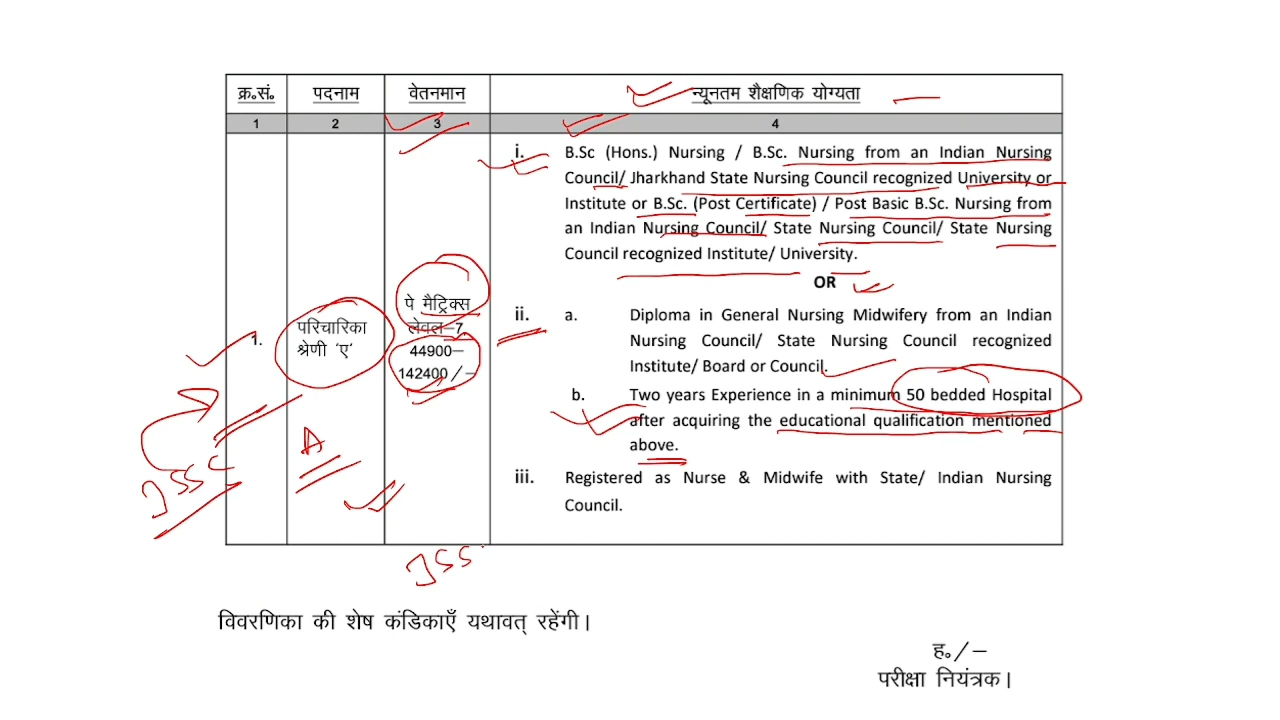 क्र॰सं॰ पदनाम वेतनमान न्यूनतम शैक्षणिक योग्यता
1 2 3 4
i. B.Sc (Hons.) Nursing / B.Sc. Nursing from an Indian Nursing
Council/ Jharkhand State Nursing Council recognized University or
Institute or B.Sc. (Post Certificate) / Post Basic B.Sc. Nursing from
an Indian Nursing Council/ State Nursing Council/ State Nursing
Council recognized Institute/ University.
OR
1. परिचारिका
श्रेणी 'ए'
पे मैट्रिक्स
लेवल–7
44900–
142400/–
ii. a. Diploma in General Nursing Midwifery from an Indian
Nursing Council/ State Nursing Council recognized
Institute/ Board or Council.
b. Two years Experience in a minimum 50 bedded Hospital
after acquiring the educational qualification mentioned
above.
iii. Registered as Nurse & Midwife with State/ Indian Nursing
Council.
A
JSSC
JSS
विवरणिका की शेष कंडिकाएँ यथावत् रहेंगी।
ह॰/–
परीक्षा नियंत्रक।